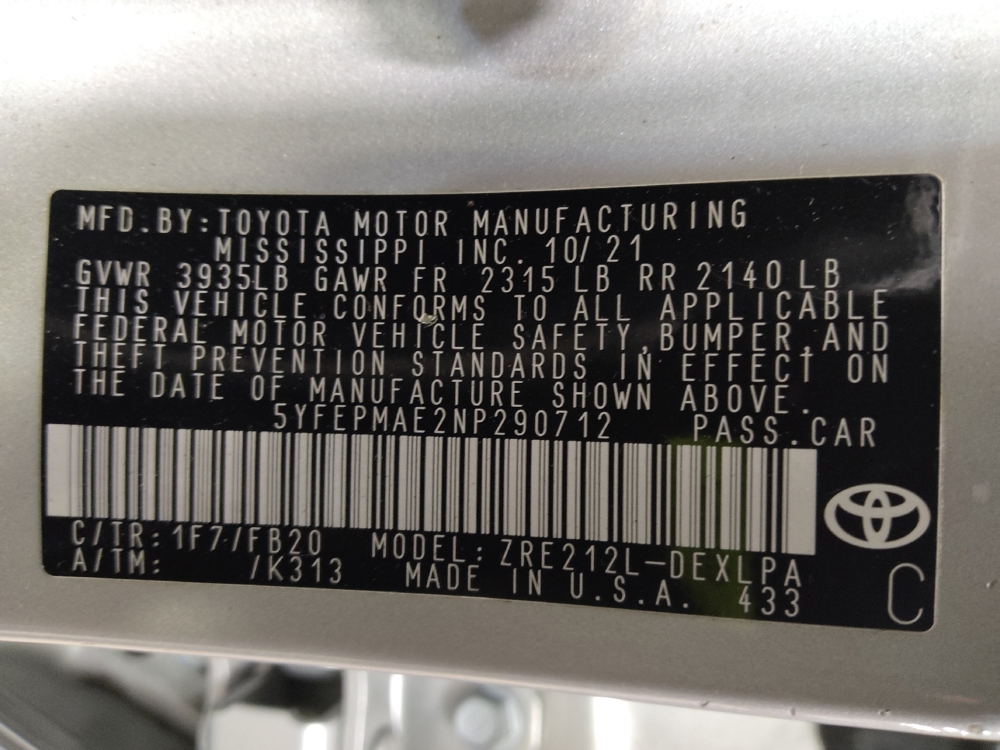 MFD.BY:TOYOTA MOTOR MANUFACTURING
MISSISSIPPI INC. 10/21
GVWR 3935LB GAWR FR 2315 LB RR 2140 LB
THIS VEHICLE CONFORMS TO ALL APPLICABLE
FEDERAL MOTOR VEHICLE SAFETY,BUMPER,AND
THEFT PREVENTION STANDARDS IN EFFECT ON
THE DATE OF MANUFACTURE SHOWN ABOVE.
5YFEPMAE2NP290712 PASS.CAR
C/TR: 1F7/FB20 MODEL: ZRE212L-DEXLPA
A/TM: /K313 MADE IN U.S.A. 433
C